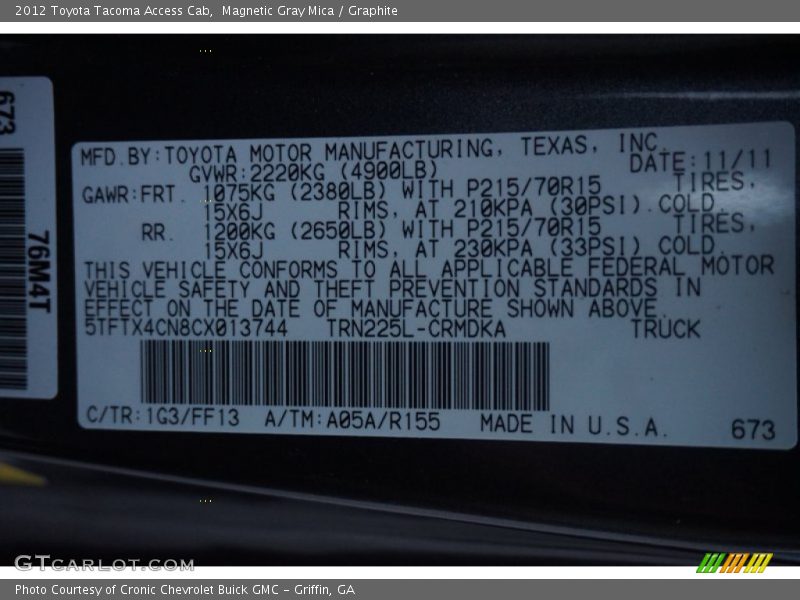 2012 Toyota Tacoma Access Cab, Magnetic Gray Mica / Graphite
673
76M4T
MFD.BY:TOYOTA MOTOR MANUFACTURING, TEXAS, INC.
GVWR:2220KG (4900LB) DATE:11/11
GAWR:FRT. 1075KG (2380LB) WITH P215/70R15 TIRES,
15X6J RIMS, AT 210KPA (30PSI) COLD
RR. 1200KG (2650LB) WITH P215/70R15 TIRES,
15X6J RIMS, AT 230KPA (33PSI) COLD.
THIS VEHICLE CONFORMS TO ALL APPLICABLE FEDERAL MOTOR
VEHICLE SAFETY AND THEFT PREVENTION STANDARDS IN
EFFECT ON THE DATE OF MANUFACTURE SHOWN ABOVE.
5TFTX4CN8CX013744 TRN225L-CRMDKA TRUCK
C/TR:1G3/FF13 A/TM:A05A/R155 MADE IN U.S.A. 673
GTcarlot.com
Photo Courtesy of Cronic Chevrolet Buick GMC - Griffin, GA